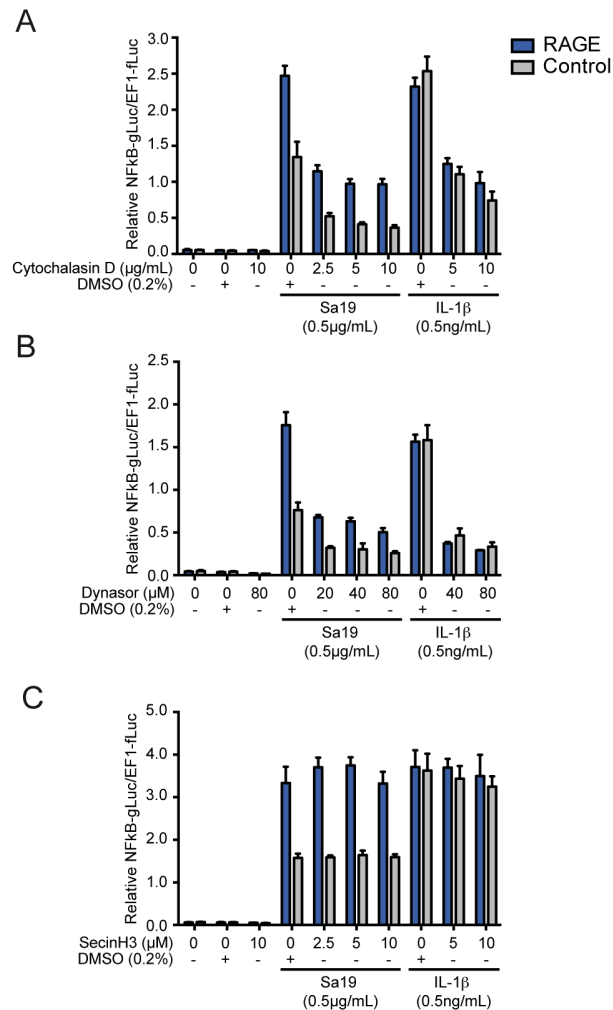 A
RAGE
Control
Relative NFkB-gLuc/EF1-fLuc
3.0
2.5
2.0
1.5
1.0
0.5
0.0
Cytochalasin D (µg/mL) 0 0 10 0 2.5 5 10 0 5 10
DMSO (0.2%) - + - + - - - + - -
Sa19 IL-1β
(0.5µg/mL) (0.5ng/mL)
B
Relative NFkB-gLuc/EF1-fLuc
2.5
2.0
1.5
1.0
0.5
0.0
Dynasor (µM) 0 0 80 0 20 40 80 0 40 80
DMSO (0.2%) - + - + - - - + - -
Sa19 IL-1β
(0.5µg/mL) (0.5ng/mL)
C
Relative NFkB-gLuc/EF1-fLuc
5.0
4.0
3.0
2.0
1.0
0.0
SecinH3 (µM) 0 0 10 0 2.5 5 10 0 5 10
DMSO (0.2%) - + - + - - - + - -
Sa19 IL-1β
(0.5µg/mL) (0.5ng/mL)